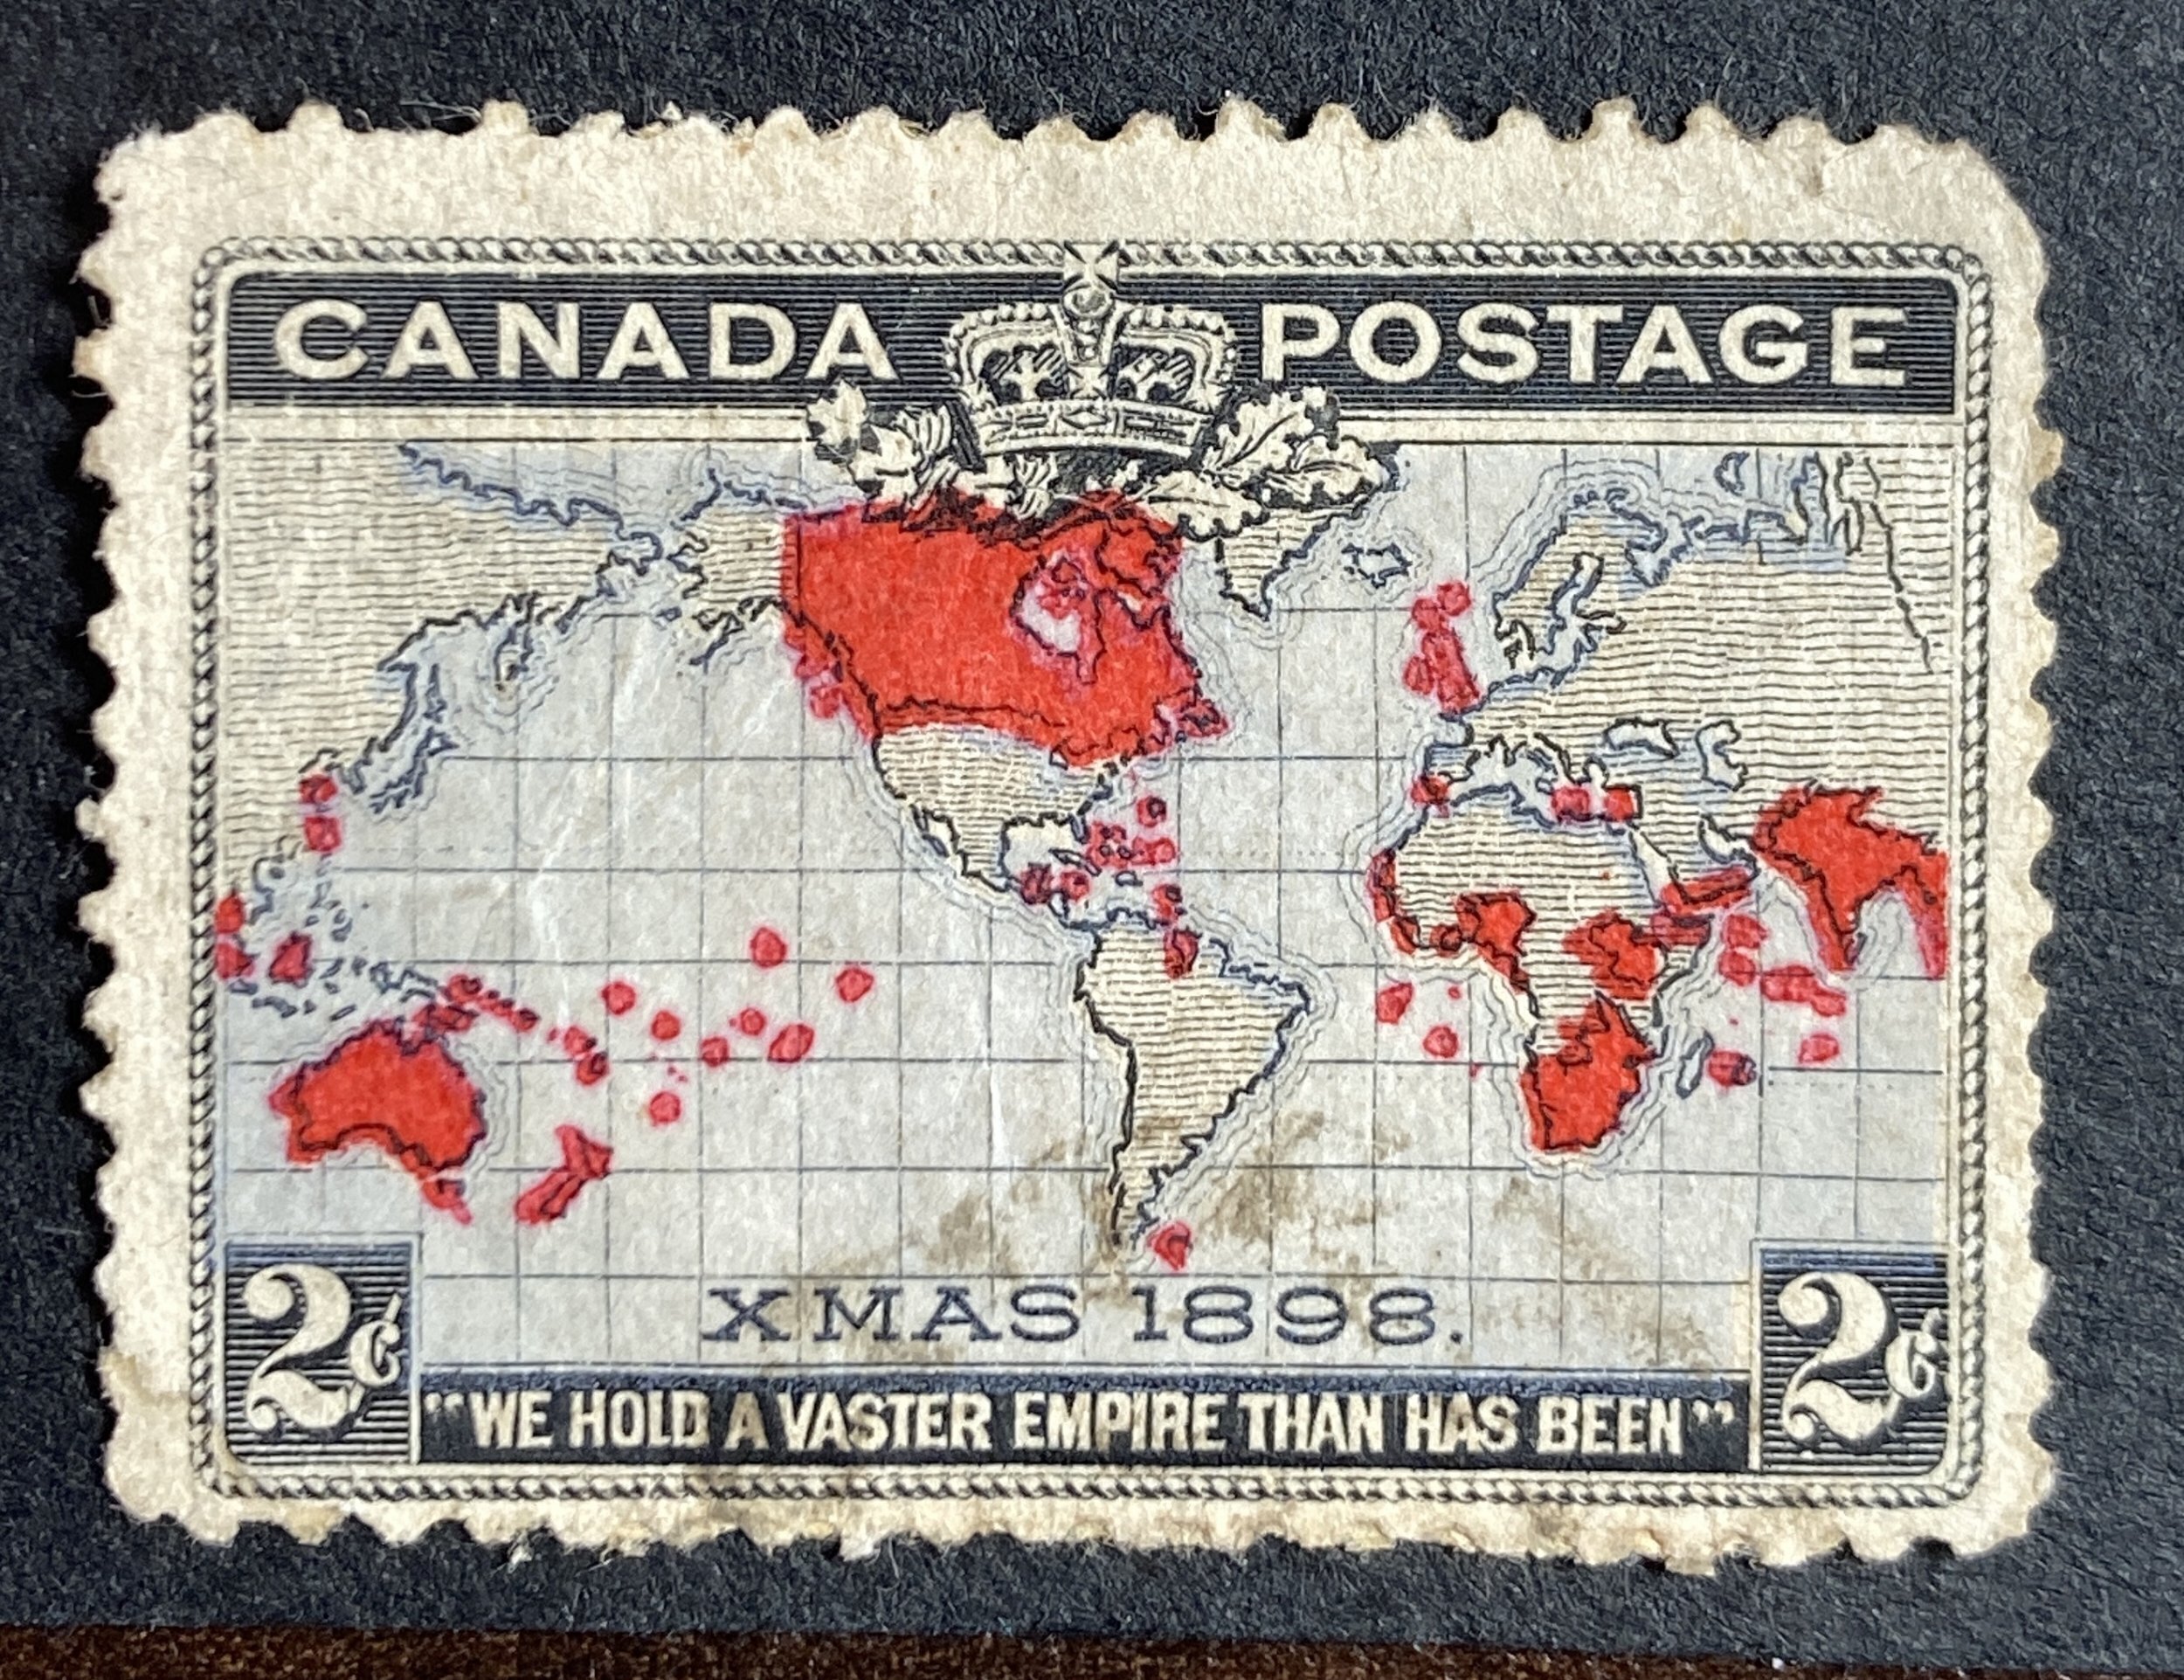 CANADA POSTAGE
XMAS 1898.
2¢ 2¢
"WE HOLD A VASTER EMPIRE THAN HAS BEEN"